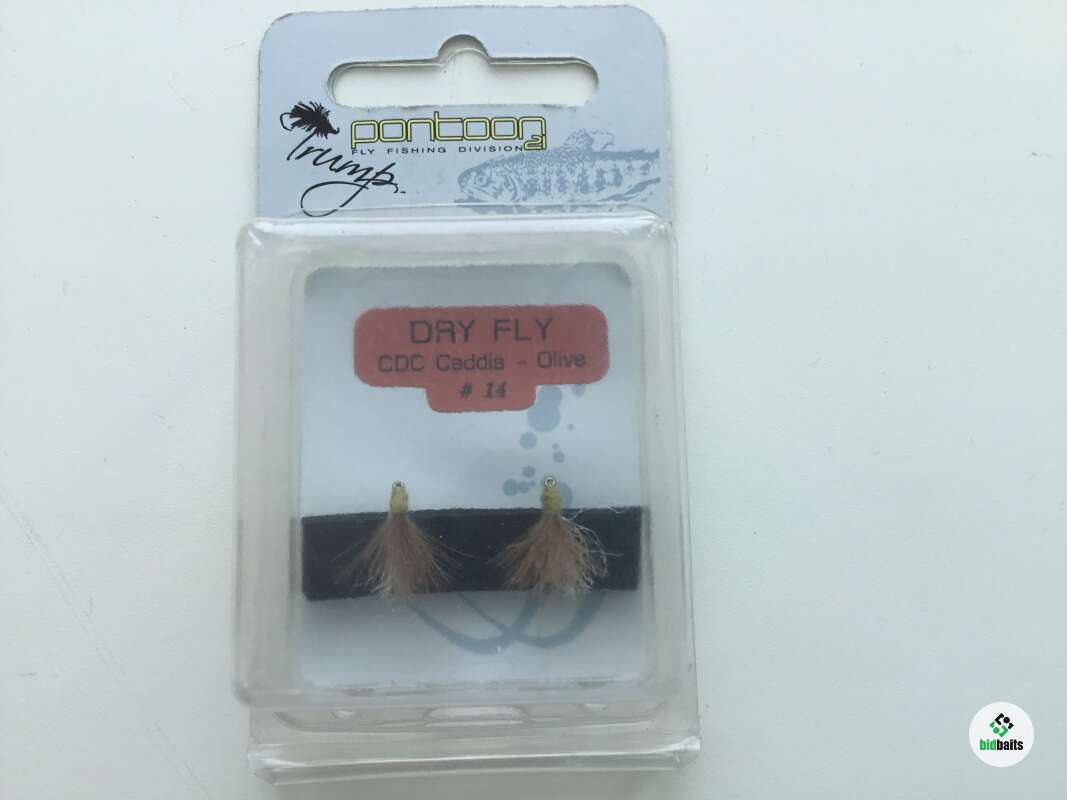 pontoon21
FLY FISHING DIVISION
Trump
DRY FLY
CDC Caddis - Olive
# 14
bidbaits